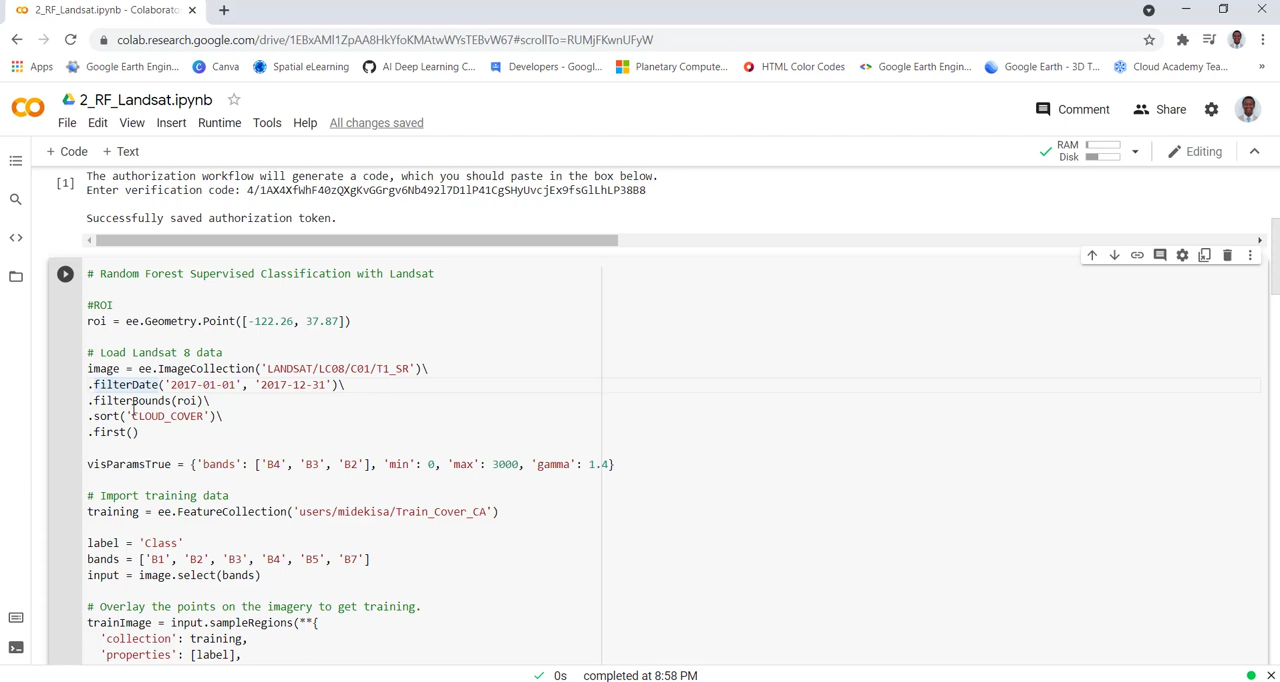 2_RF_Landsat.ipynb - Colaborato
colab.research.google.com/drive/1EBxAMl1ZpAA8HkYfoKMAtwWYsTEBvW67#scrollTo=RUMjFKwnUFyW
Apps Google Earth Engin... Canva Spatial eLearning AI Deep Learning C... Developers - Googl... Planetary Compute... HTML Color Codes Google Earth Engin... Google Earth - 3D T... Cloud Academy Tea... »
2_RF_Landsat.ipynb
Comment Share
File Edit View Insert Runtime Tools Help All changes saved
+ Code + Text
RAM
Disk
Editing
The authorization workflow will generate a code, which you should paste in the box below.
[1]
Enter verification code: 4/1AX4XfWhF40zQXgKvGGrgv6Nb492l7D1lP41CgSHyUvcjEx9fsGlLhLP38B8
Successfully saved authorization token.
# Random Forest Supervised Classification with Landsat
#ROI
roi = ee.Geometry.Point([-122.26, 37.87])
# Load Landsat 8 data
image = ee.ImageCollection('LANDSAT/LC08/C01/T1_SR')\
.filterDate('2017-01-01', '2017-12-31')\
.filterBounds(roi)\
.sort('CLOUD_COVER')\
.first()
visParamsTrue = {'bands': ['B4', 'B3', 'B2'], 'min': 0, 'max': 3000, 'gamma': 1.4}
# Import training data
training = ee.FeatureCollection('users/midekisa/Train_Cover_CA')
label = 'Class'
bands = ['B1', 'B2', 'B3', 'B4', 'B5', 'B7']
input = image.select(bands)
# Overlay the points on the imagery to get training.
trainImage = input.sampleRegions(**{
'collection': training,
'properties': [label],
0s completed at 8:58 PM